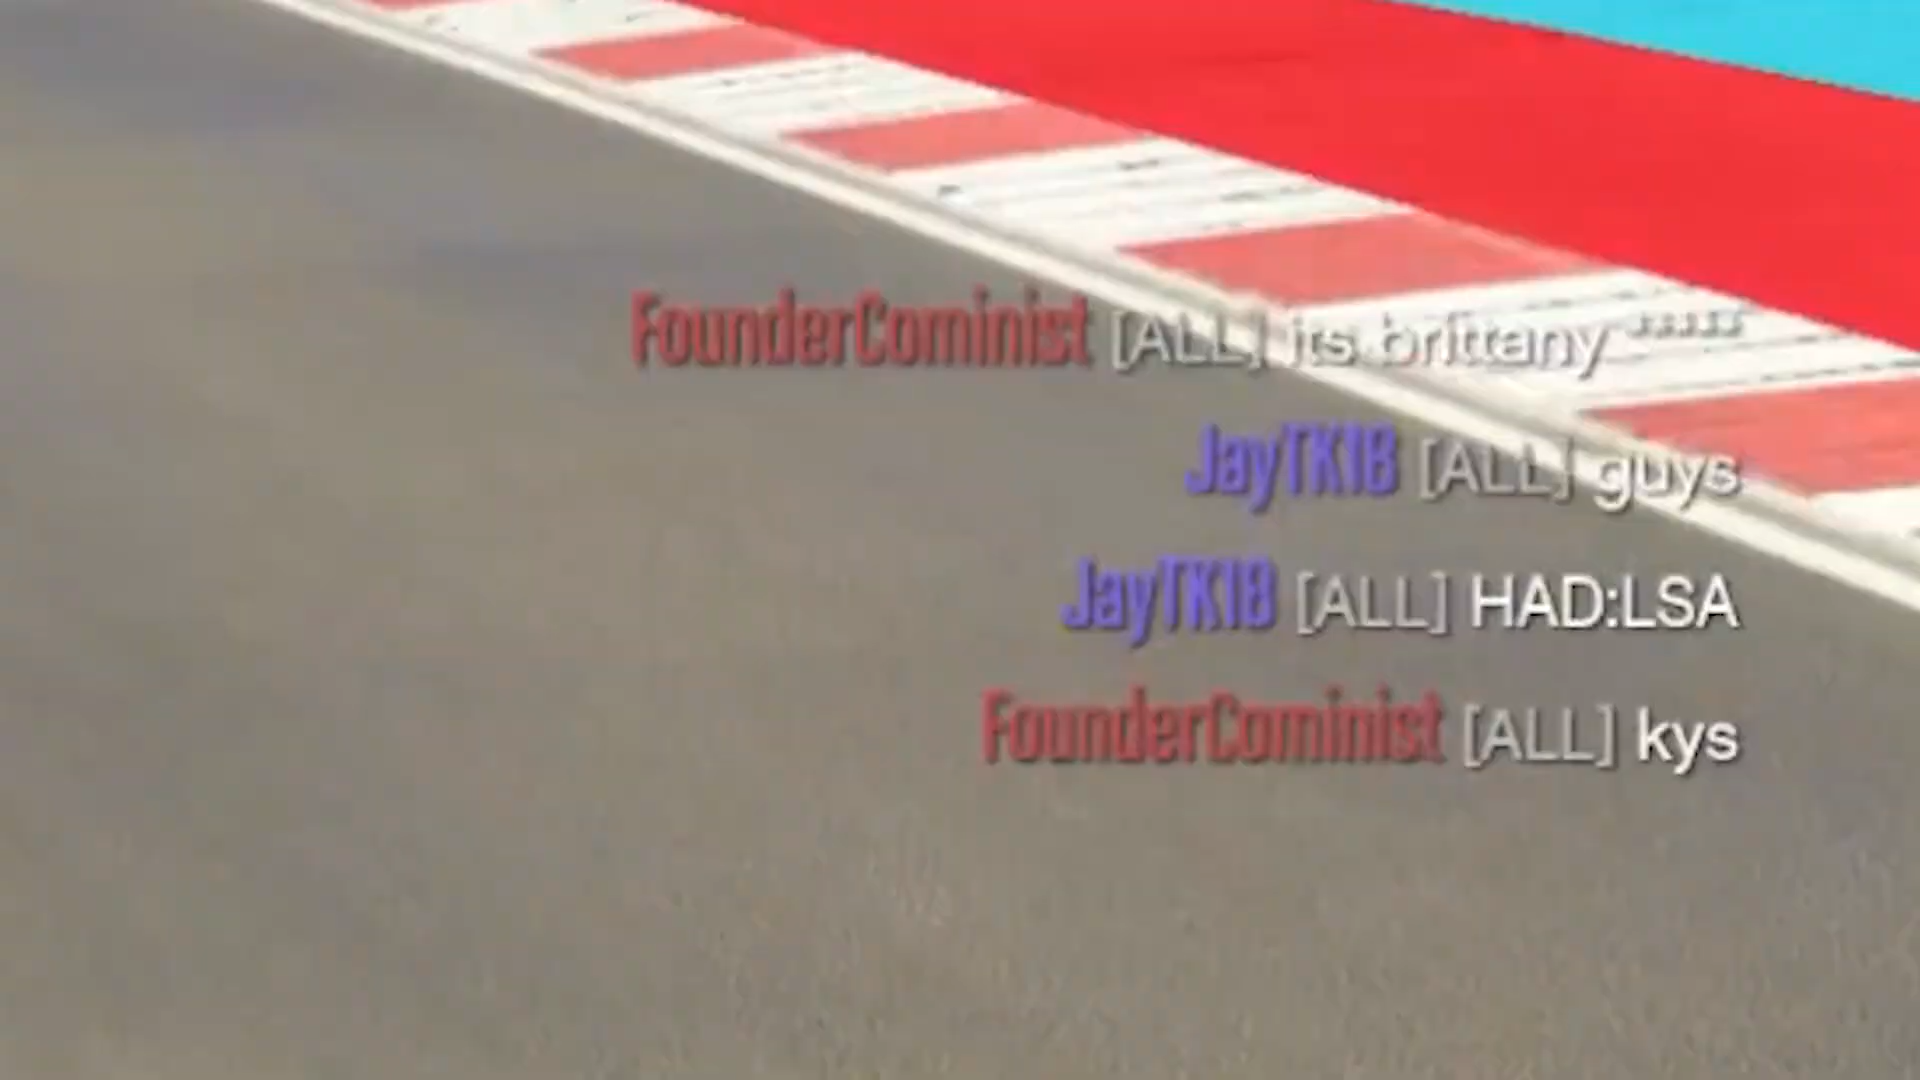 FounderCominist [ALL] its brittany *****
JayTK18 [ALL] guys
JayTK18 [ALL] HAD:LSA
FounderCominist [ALL] kys